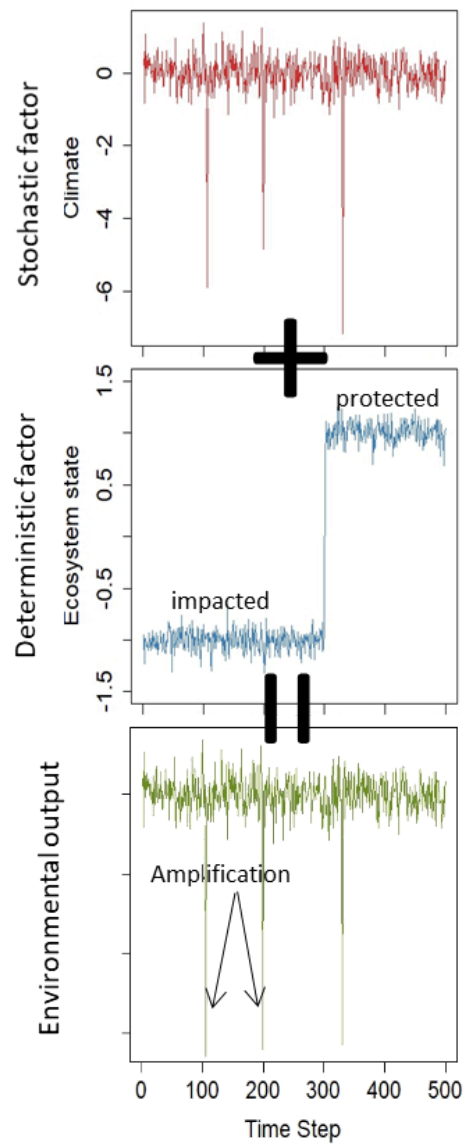 Stochastic factor
Climate
0
-2
-4
-6
+
Deterministic factor
Ecosystem state
1.5
0.5
-0.5
-1.5
protected
impacted
=
Environmental output
Amplification
0 100 200 300 400 500
Time Step